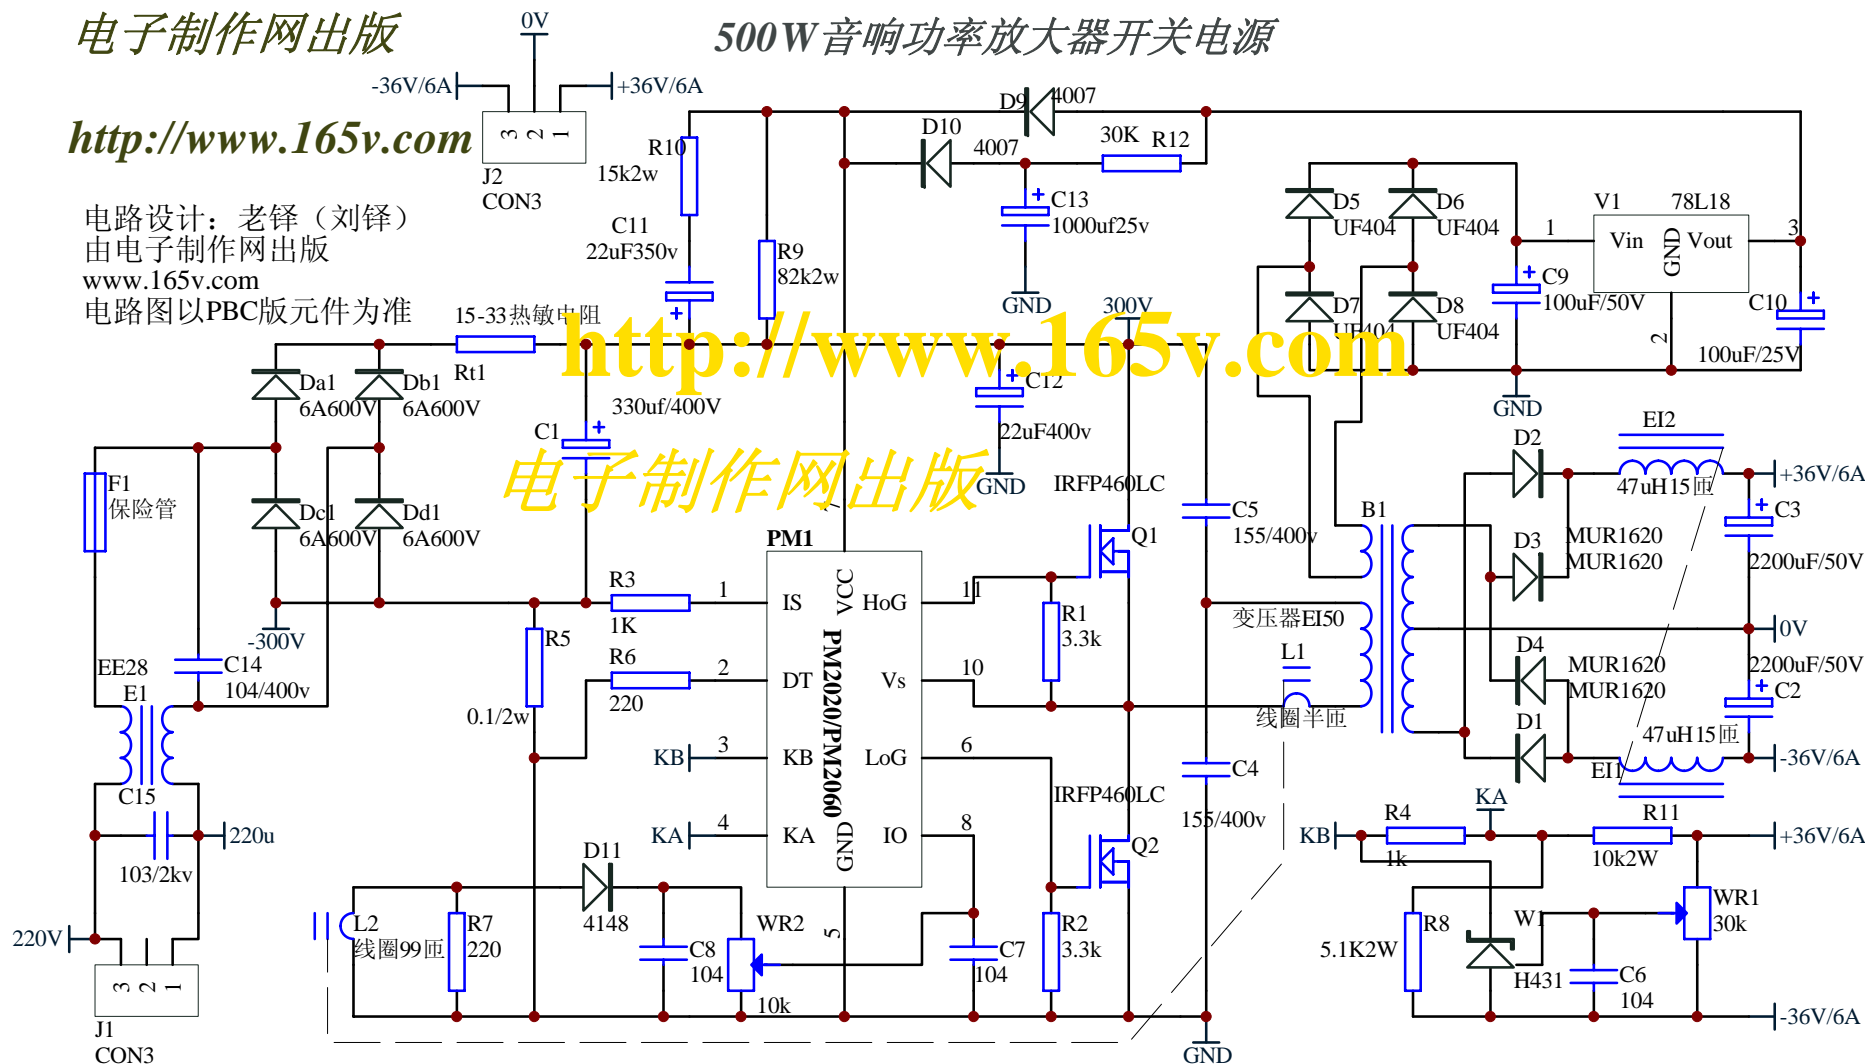 电子制作网出版
0V
500W音响功率放大器开关电源
-36V/6A
+36V/6A
http://www.165v.com
3 2 1
J2
CON3
电路设计：老铎（刘铎）
由电子制作网出版
www.165v.com
电路图以PBC版元件为准
R10
15k2w
C11
22uF350v
R9
82k2w
D9
4007
D10
4007
30K
R12
C13
1000uf25v
GND
300V
D5
UF404
D6
UF404
D7
UF404
D8
UF404
V1
78L18
1
Vin
GND
Vout
3
2
C9
100uF/50V
C10
100uF/25V
GND
15-33热敏电阻
Rt1
http://www.165v.com
Da1
6A600V
Db1
6A600V
330uf/400V
C1
C12
22uF400v
GND
电子制作网出版
F1
保险管
Dc1
6A600V
Dd1
6A600V
-300V
IRFP460LC
Q1
C5
155/400v
B1
D2
D3
MUR1620
MUR1620
EI2
47uH15匝
+36V/6A
C3
2200uF/50V
0V
PM1
R3
1K
1
IS
VCC
HoG
11
R1
3.3k
变压器EI50
L1
线圈半匝
R5
0.1/2w
R6
220
2
DT
PM2020/PM2060
Vs
10
KB
3
KB
LoG
6
KA
4
KA
GND
IO
8
5
7
D4
MUR1620
MUR1620
D1
2200uF/50V
C2
47uH15匝
EI1
-36V/6A
EE28
E1
C14
104/400v
C15
220u
103/2kv
220V
3 2 1
J1
CON3
IRFP460LC
Q2
C4
155/400v
D11
4148
L2
线圈99匝
R7
220
C8
104
WR2
10k
C7
104
R2
3.3k
GND
KA
KB
R4
1k
R11
10k2W
+36V/6A
R8
5.1K2W
W1
H431
C6
104
WR1
30k
-36V/6A